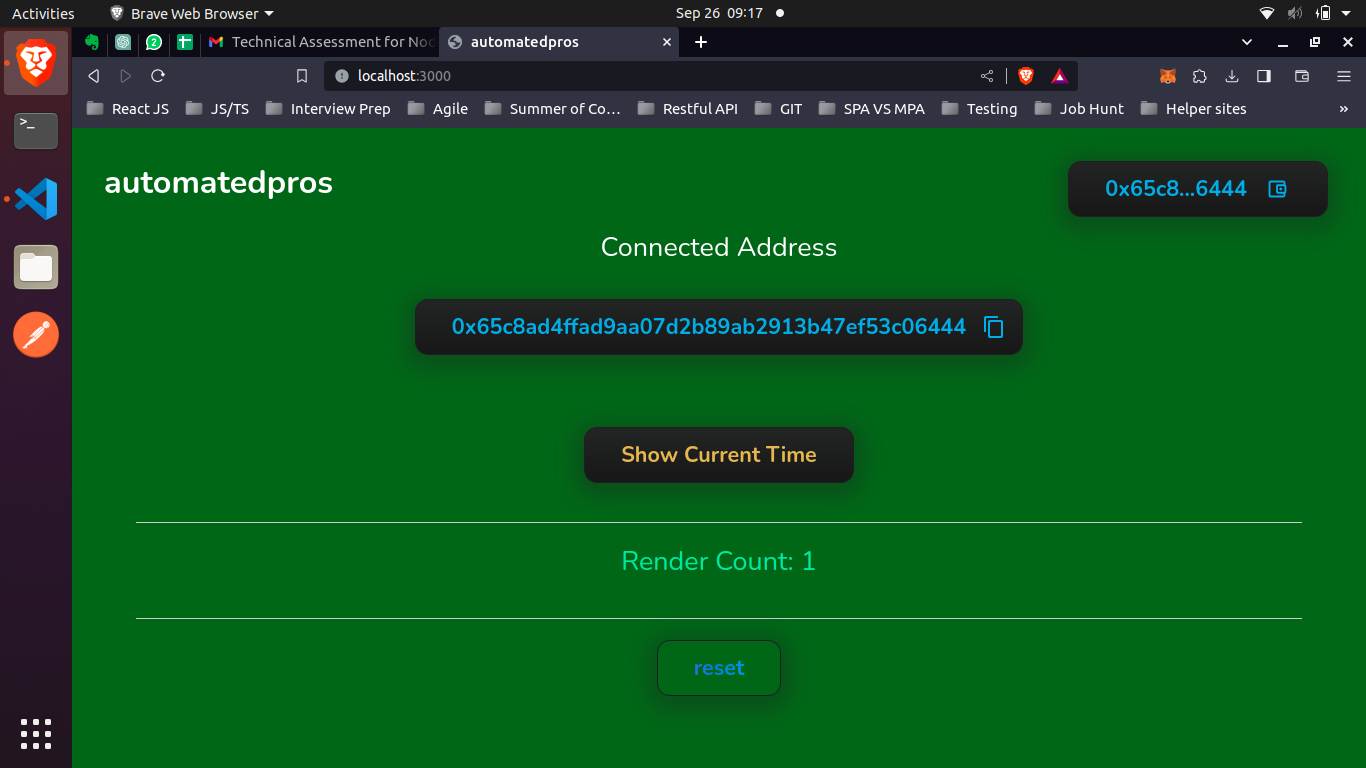 Activities Brave Web Browser Sep 26 09:17
2 Technical Assessment for Noc automatedpros
localhost:3000
React JS JS/TS Interview Prep Agile Summer of Co... Restful API GIT SPA VS MPA Testing Job Hunt Helper sites »
automatedpros
0x65c8...6444
Connected Address
0x65c8ad4ffad9aa07d2b89ab2913b47ef53c06444
Show Current Time
Render Count: 1
reset